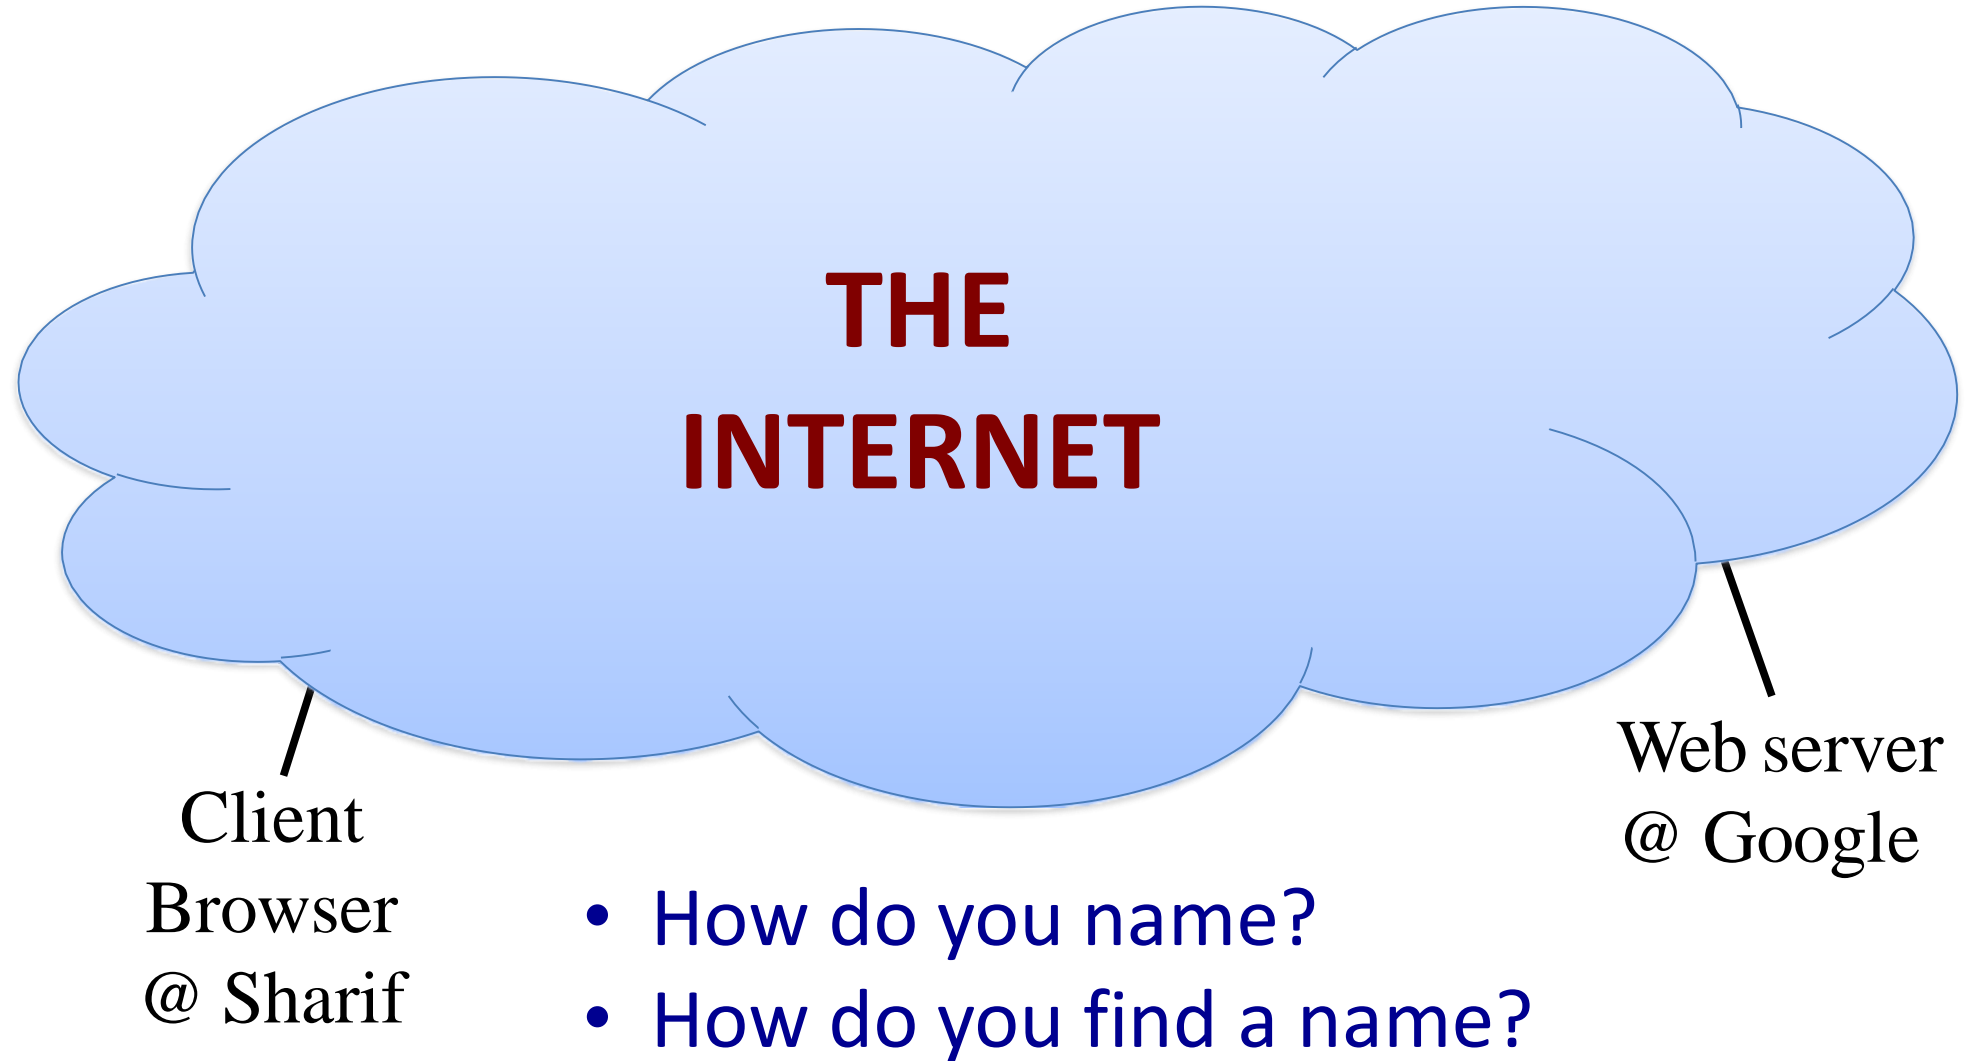 THE
INTERNET
Client
Browser
@ Sharif
Web server
@ Google
• How do you name?
• How do you find a name?